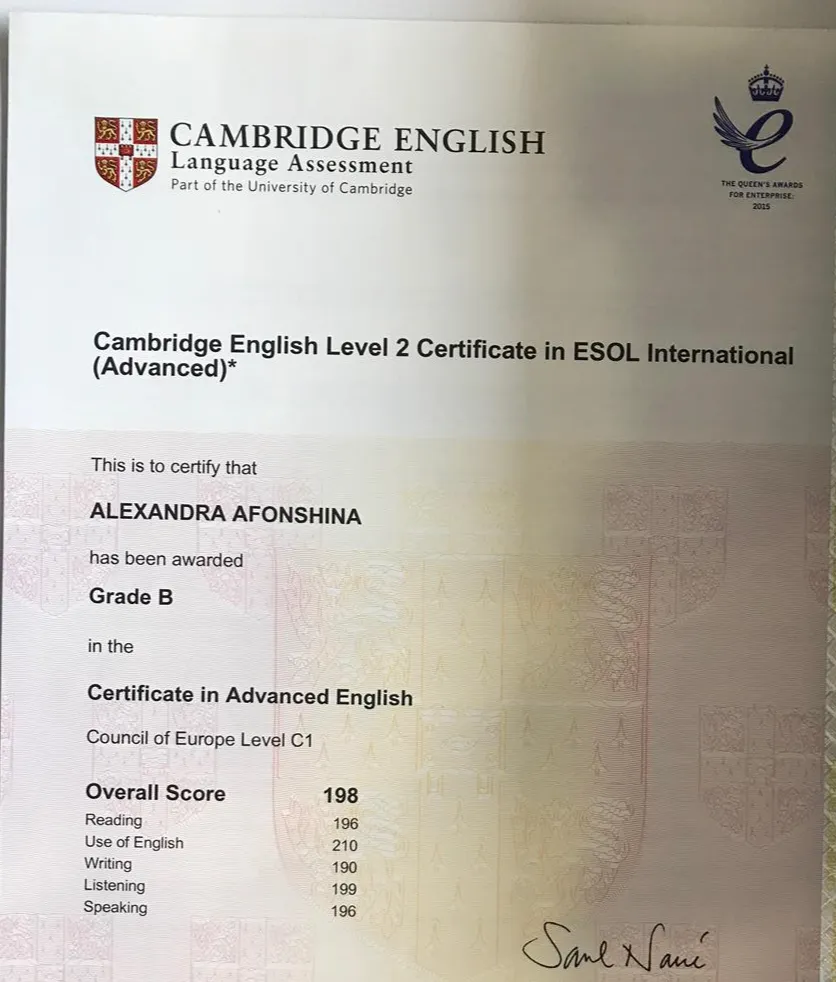 CAMBRIDGE ENGLISH
Language Assessment
Part of the University of Cambridge
THE QUEEN'S AWARDS
FOR ENTERPRISE:
2015
Cambridge English Level 2 Certificate in ESOL International
(Advanced)*
This is to certify that
ALEXANDRA AFONSHINA
has been awarded
Grade B
in the
Certificate in Advanced English
Council of Europe Level C1
Overall Score 198
Reading 196
Use of English 210
Writing 190
Listening 199
Speaking 196